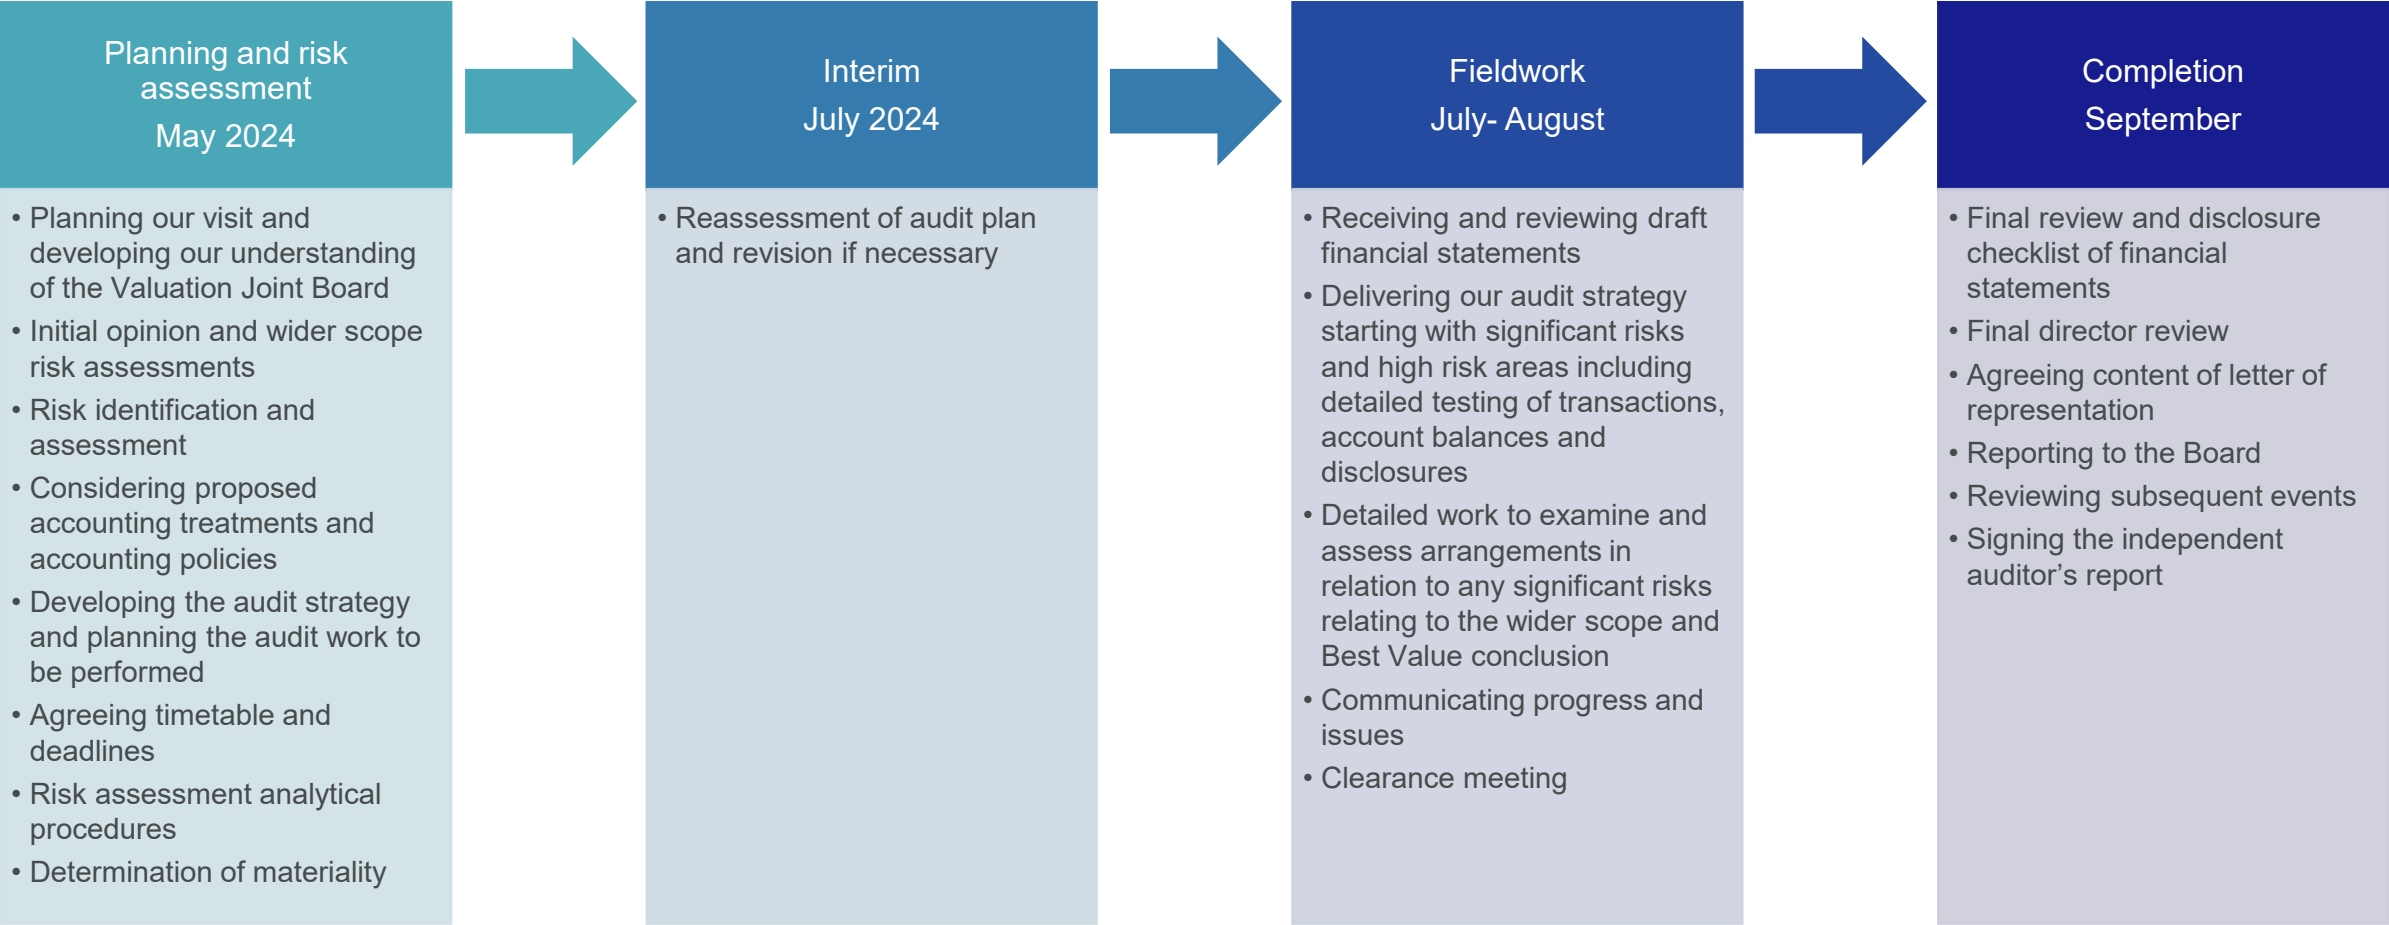 Planning and risk
assessment
May 2024
• Planning our visit and
developing our understanding
of the Valuation Joint Board
• Initial opinion and wider scope
risk assessments
• Risk identification and
assessment
• Considering proposed
accounting treatments and
accounting policies
• Developing the audit strategy
and planning the audit work to
be performed
• Agreeing timetable and
deadlines
• Risk assessment analytical
procedures
• Determination of materiality
Interim
July 2024
• Reassessment of audit plan
and revision if necessary
Fieldwork
July- August
• Receiving and reviewing draft
financial statements
• Delivering our audit strategy
starting with significant risks
and high risk areas including
detailed testing of transactions,
account balances and
disclosures
• Detailed work to examine and
assess arrangements in
relation to any significant risks
relating to the wider scope and
Best Value conclusion
• Communicating progress and
issues
• Clearance meeting
Completion
September
• Final review and disclosure
checklist of financial
statements
• Final director review
• Agreeing content of letter of
representation
• Reporting to the Board
• Reviewing subsequent events
• Signing the independent
auditor’s report